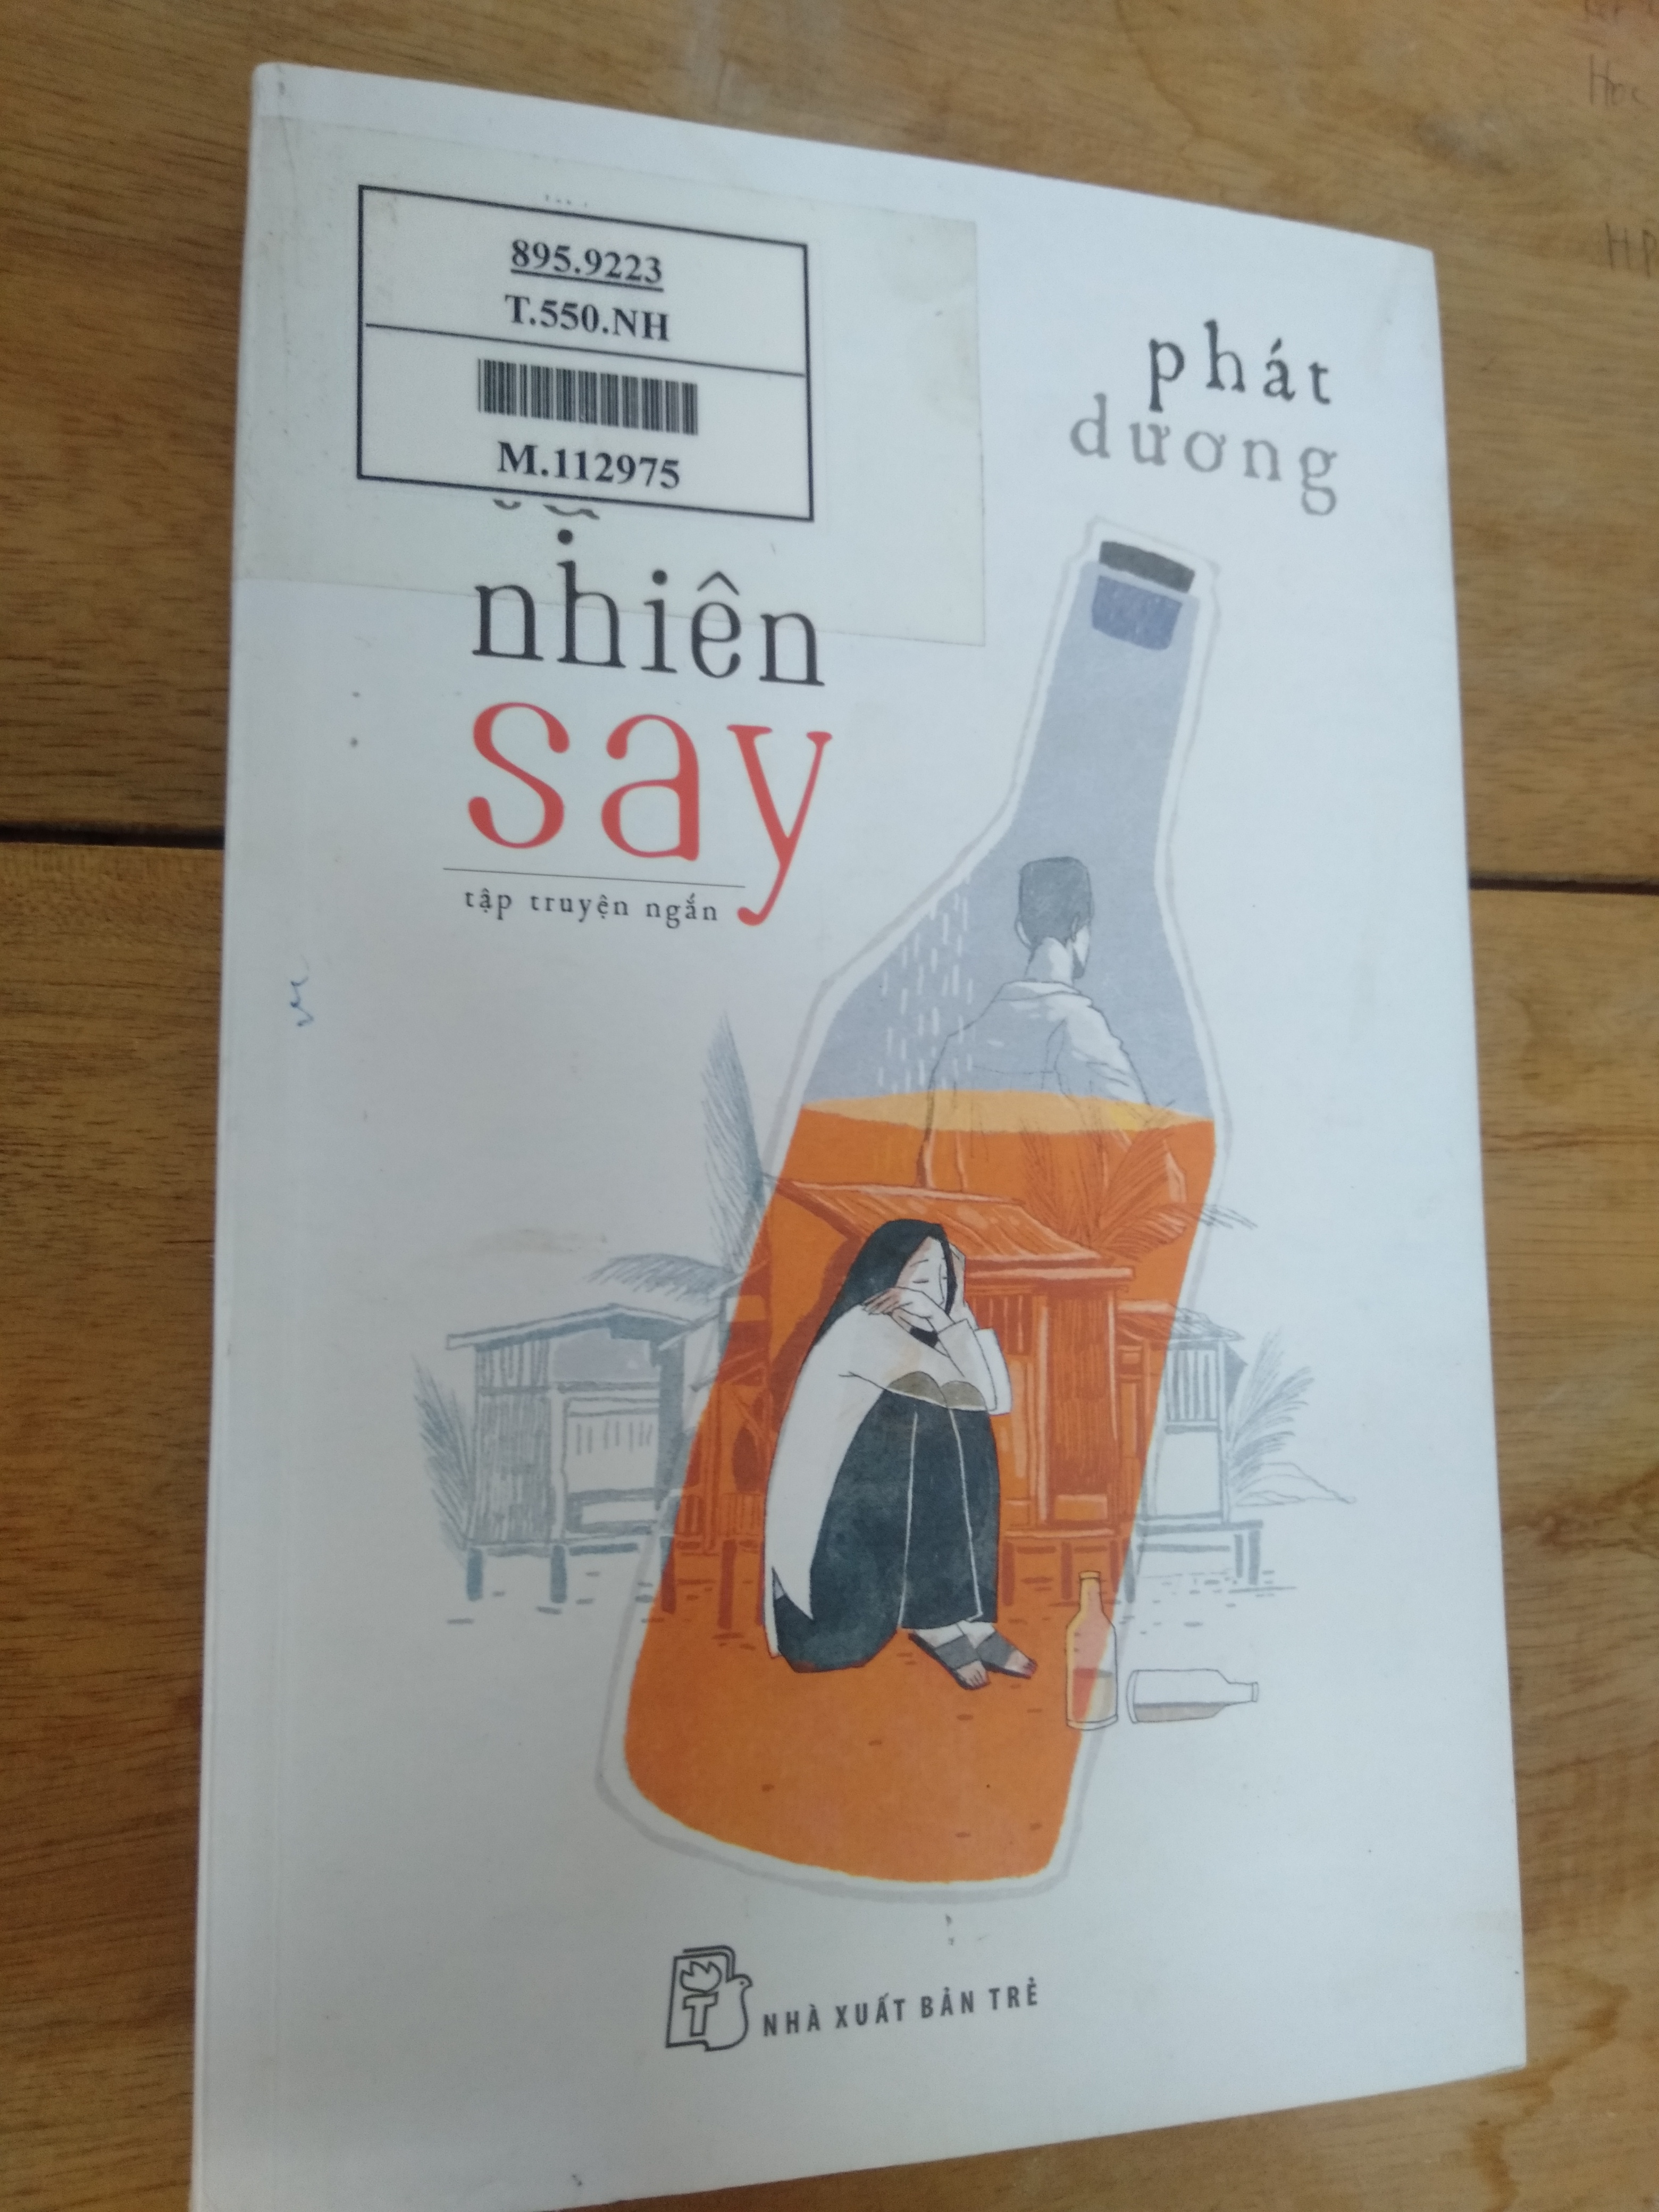 895.9223
T.550.NH
M.112975
phát
dương
nhiên
say
tập truyện ngắn
NHÀ XUẤT BẢN TRẺ